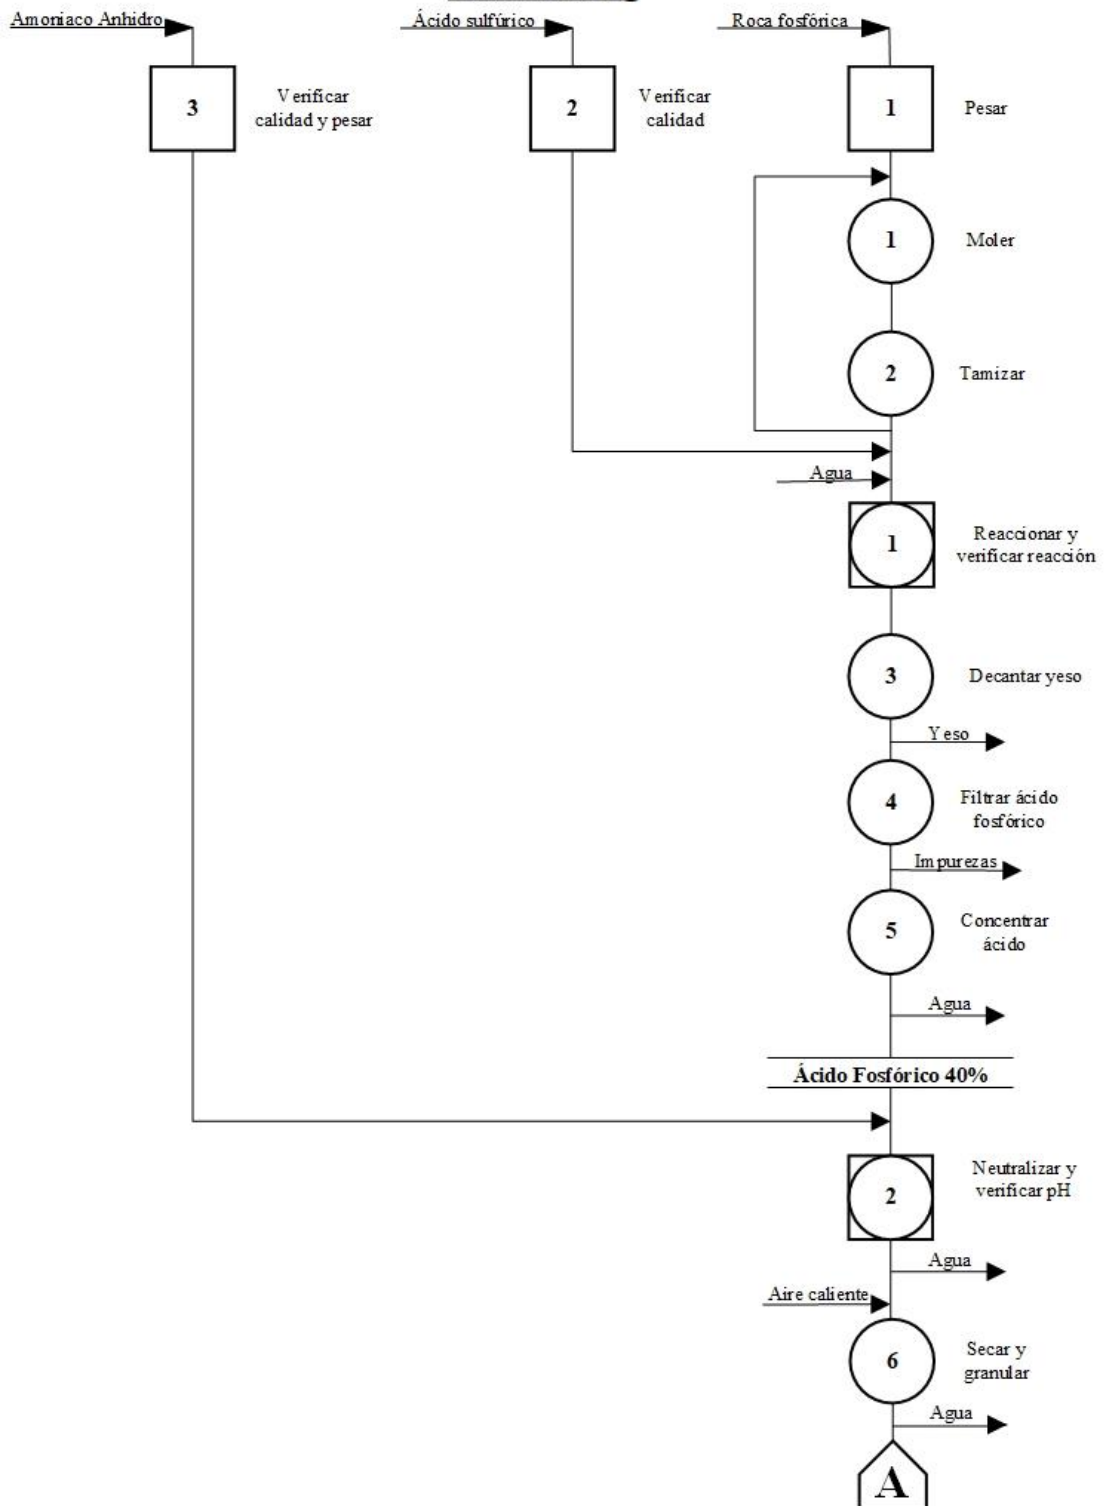 Amoniaco Anhidro
Ácido sulfúrico
Roca fosfórica
3
Verificar
calidad y pesar
2
Verificar
calidad
1
Pesar
1
Moler
2
Tamizar
Agua
1
Reaccionar y
verificar reacción
3
Decantar yeso
Yeso
4
Filtrar ácido
fosfórico
Impurezas
5
Concentrar
ácido
Agua
Ácido Fosfórico 40%
2
Neutralizar y
verificar pH
Agua
Aire caliente
6
Secar y
granular
Agua
A